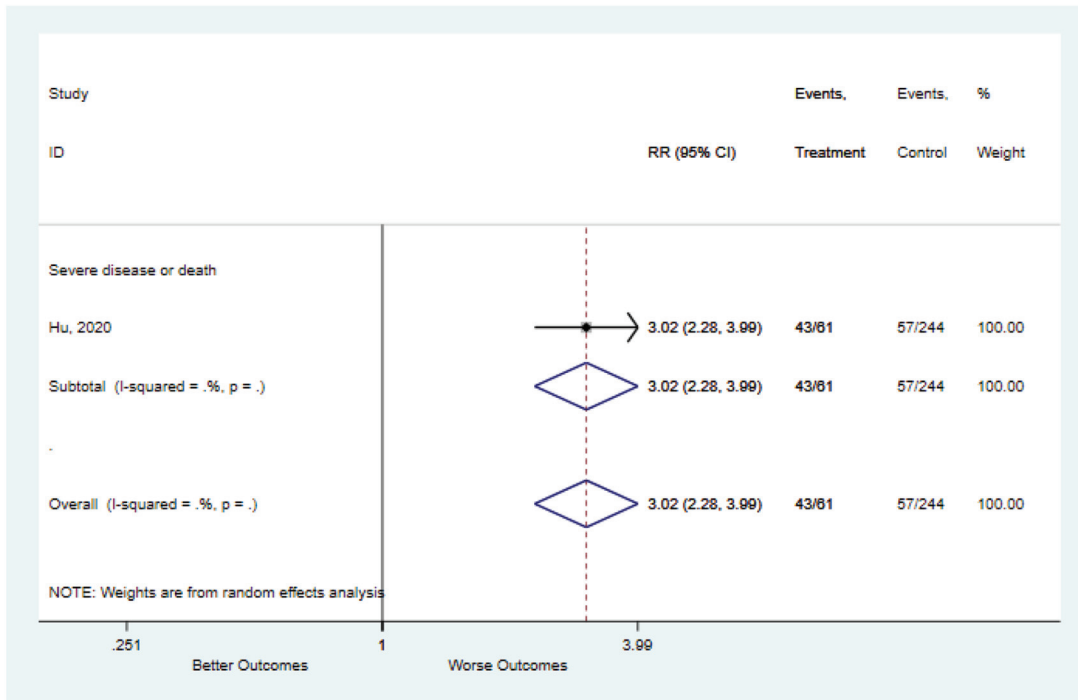 Study Events, Events, %
ID RR (95% CI) Treatment Control Weight
Severe disease or death
Hu, 2020 3.02 (2.28, 3.99) 43/61 57/244 100.00
Subtotal (I-squared = .%, p = .) 3.02 (2.28, 3.99) 43/61 57/244 100.00
.
Overall (I-squared = .%, p = .) 3.02 (2.28, 3.99) 43/61 57/244 100.00
NOTE: Weights are from random effects analysis
.251 1 3.99
Better Outcomes Worse Outcomes